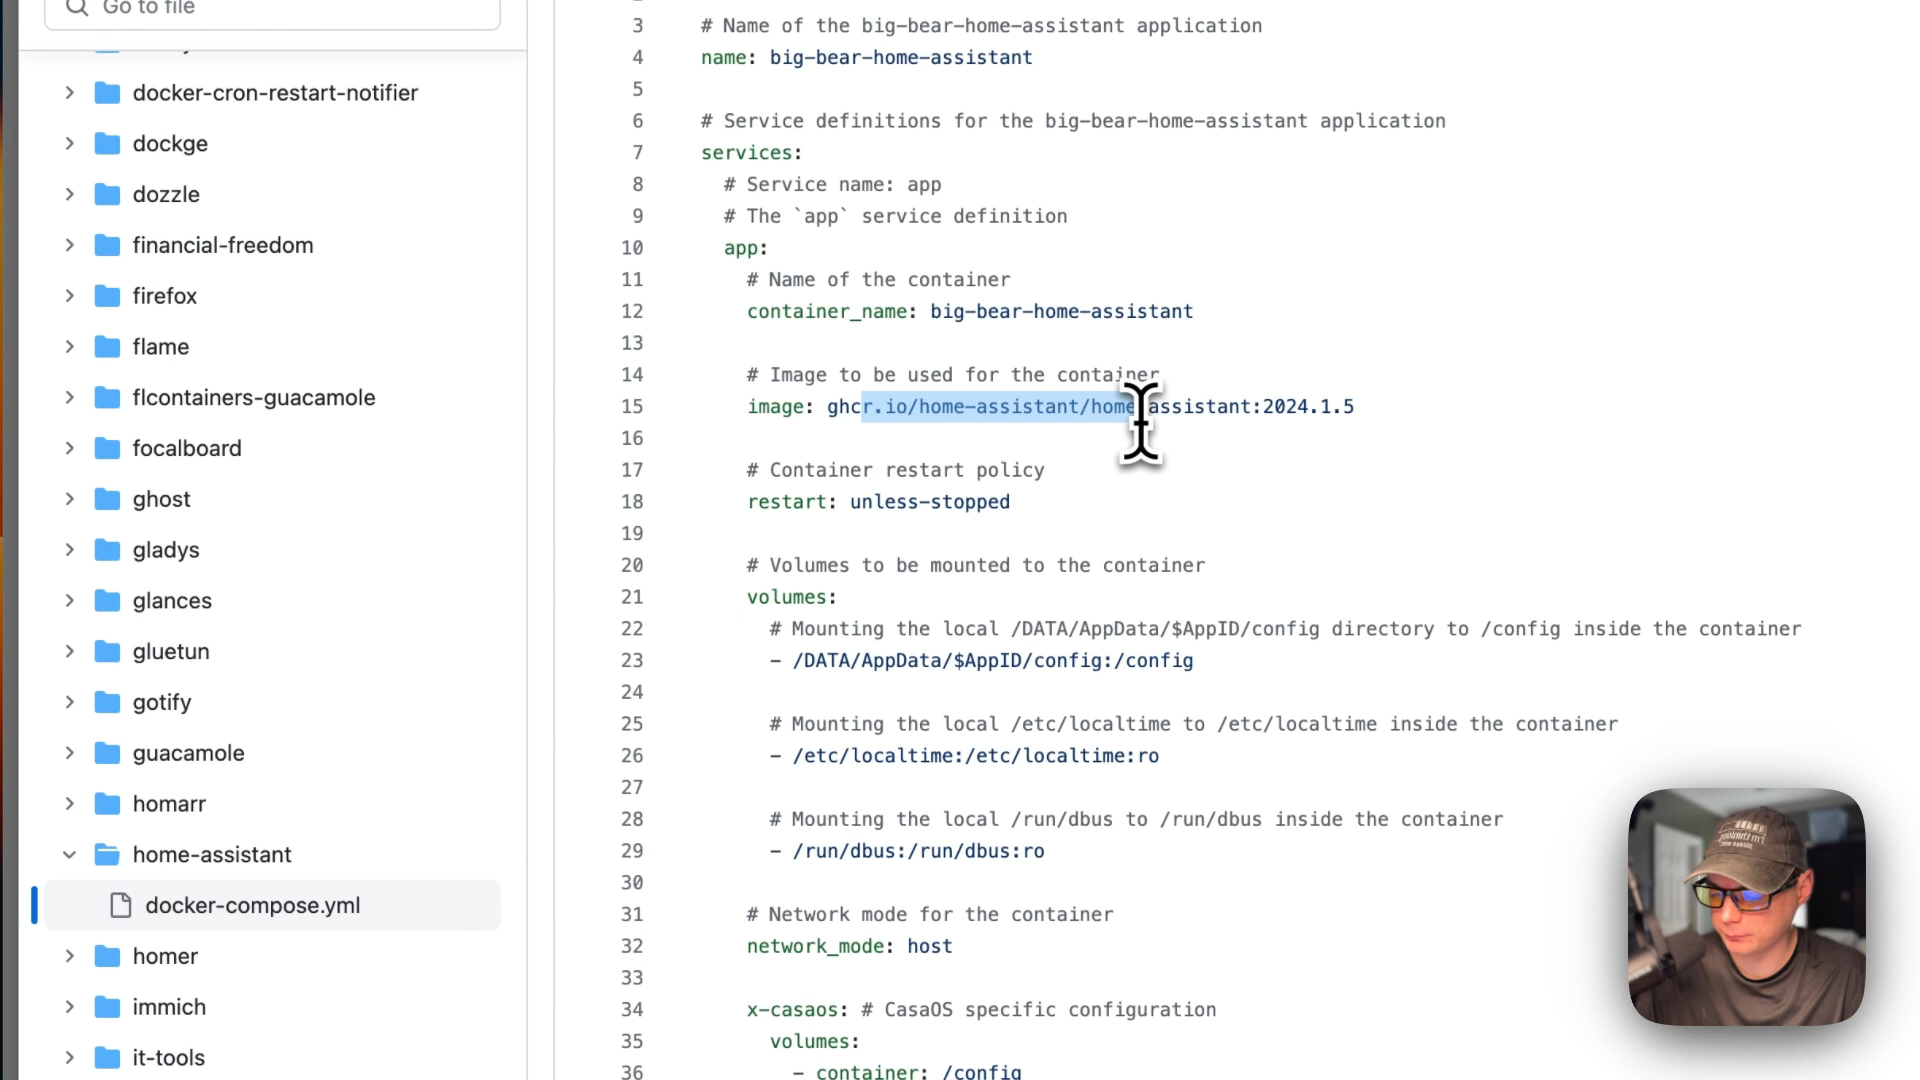 Go to file
docker-cron-restart-notifier
dockge
dozzle
financial-freedom
firefox
flame
flcontainers-guacamole
focalboard
ghost
gladys
glances
gluetun
gotify
guacamole
homarr
home-assistant
docker-compose.yml
homer
immich
it-tools
3 # Name of the big-bear-home-assistant application
4 name: big-bear-home-assistant
5
6 # Service definitions for the big-bear-home-assistant application
7 services:
8 # Service name: app
9 # The `app` service definition
10 app:
11 # Name of the container
12 container_name: big-bear-home-assistant
13
14 # Image to be used for the container
15 image: ghcr.io/home-assistant/home-assistant:2024.1.5
16
17 # Container restart policy
18 restart: unless-stopped
19
20 # Volumes to be mounted to the container
21 volumes:
22 # Mounting the local /DATA/AppData/$AppID/config directory to /config inside the container
23 - /DATA/AppData/$AppID/config:/config
24
25 # Mounting the local /etc/localtime to /etc/localtime inside the container
26 - /etc/localtime:/etc/localtime:ro
27
28 # Mounting the local /run/dbus to /run/dbus inside the container
29 - /run/dbus:/run/dbus:ro
30
31 # Network mode for the container
32 network_mode: host
33
34 x-casaos: # CasaOS specific configuration
35 volumes:
36 - container: /config